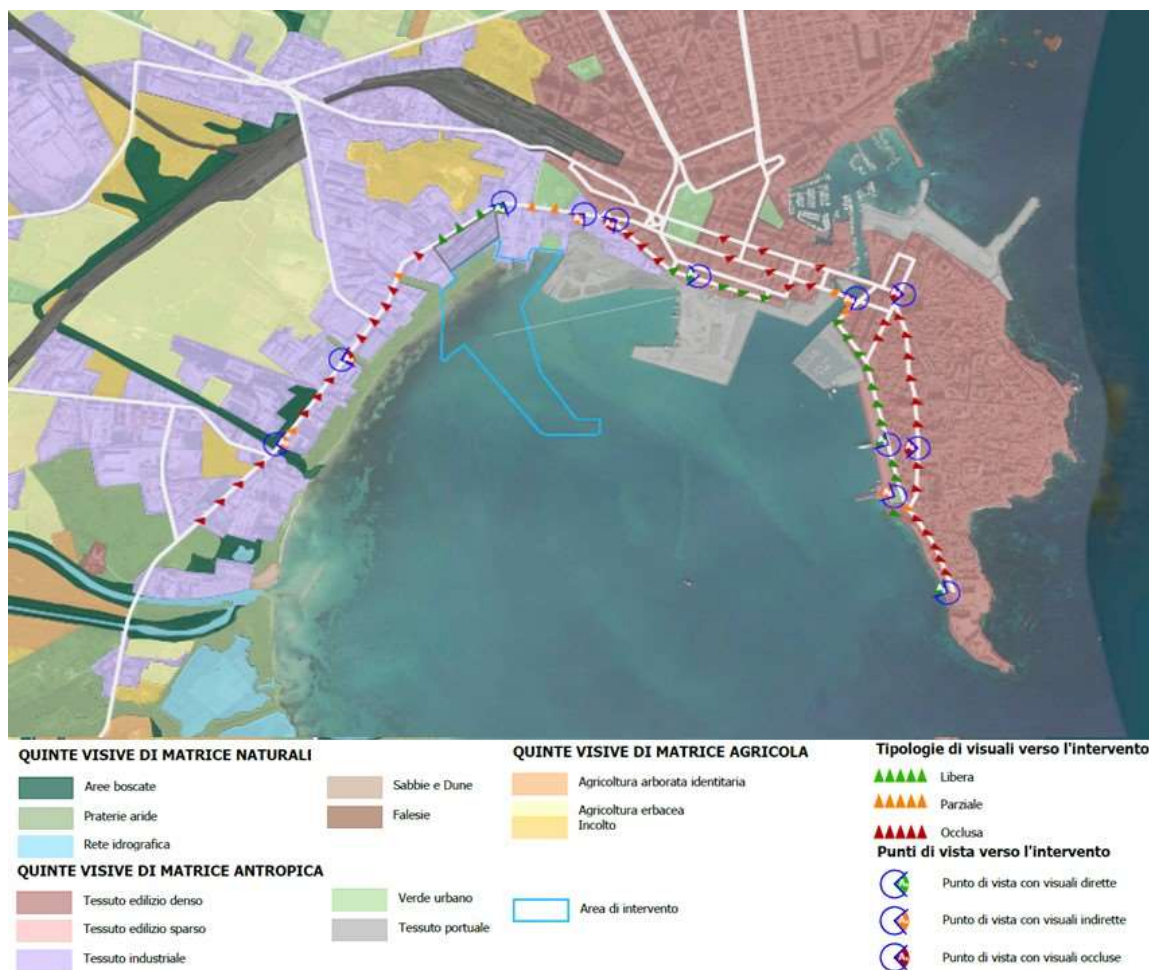 QUINTE VISIVE DI MATRICE NATURALI
Aree boscate
Praterie aride
Rete idrografica
Sabbie e Dune
Falesie
QUINTE VISIVE DI MATRICE ANTROPICA
Tessuto edilizio denso
Tessuto edilizio sparso
Tessuto industriale
Verde urbano
Tessuto portuale
QUINTE VISIVE DI MATRICE AGRICOLA
Agricoltura arborata identitaria
Agricoltura erbacea
Incolto
Area di intervento
Tipologie di visuali verso l'intervento
Libera
Parziale
Occlusa
Punti di vista verso l'intervento
Punto di vista con visuali dirette
Punto di vista con visuali indirette
Punto di vista con visuali occluse